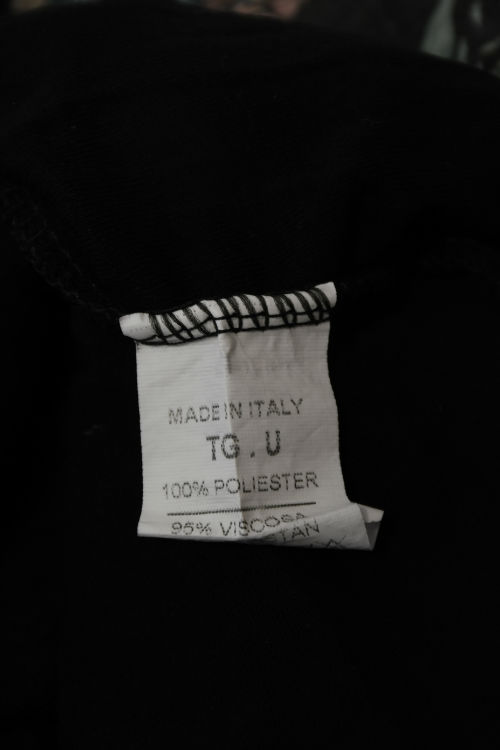 MADE IN ITALY
TG . U
100% POLIESTER
95% VISCOSA